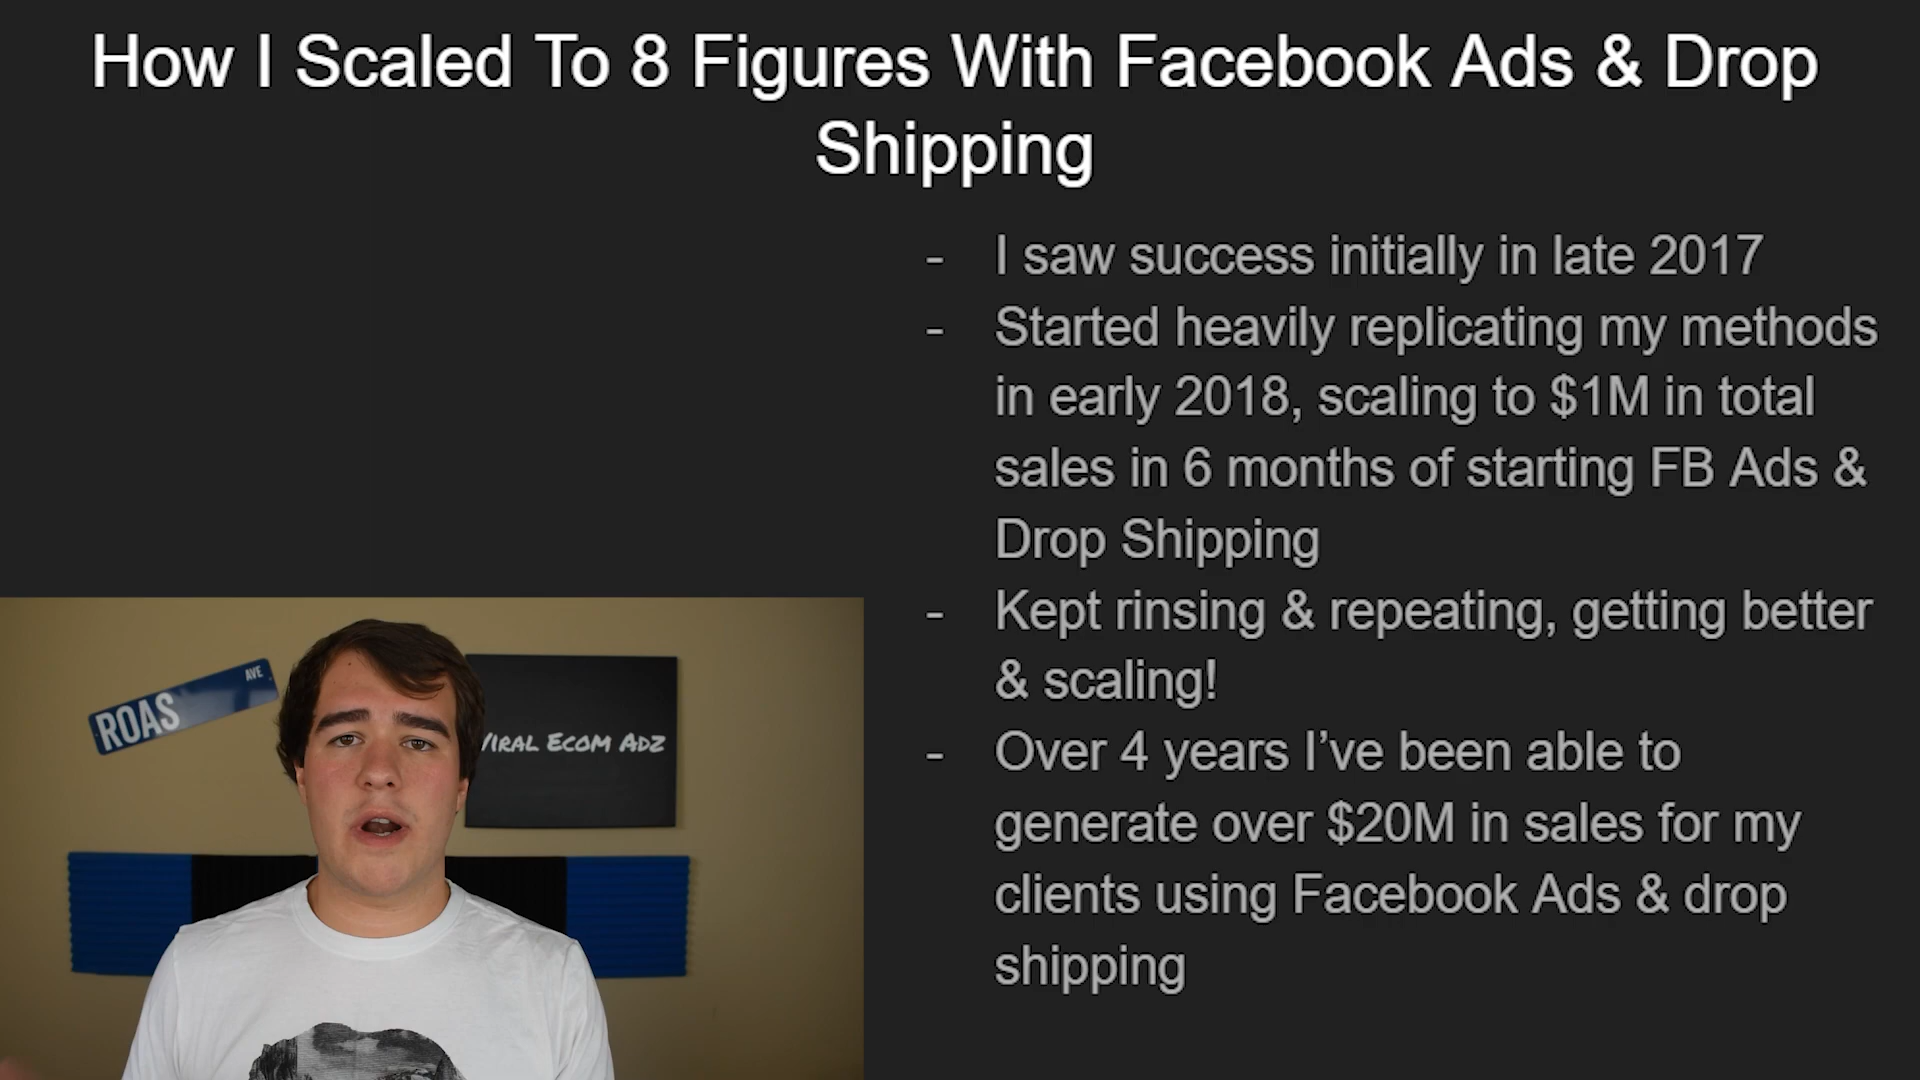 How I Scaled To 8 Figures With Facebook Ads & Drop
Shipping
- I saw success initially in late 2017
- Started heavily replicating my methods
in early 2018, scaling to $1M in total
sales in 6 months of starting FB Ads &
Drop Shipping
- Kept rinsing & repeating, getting better
& scaling!
- Over 4 years I’ve been able to
generate over $20M in sales for my
clients using Facebook Ads & drop
shipping
ROAS AVE
Viral Ecom Adz